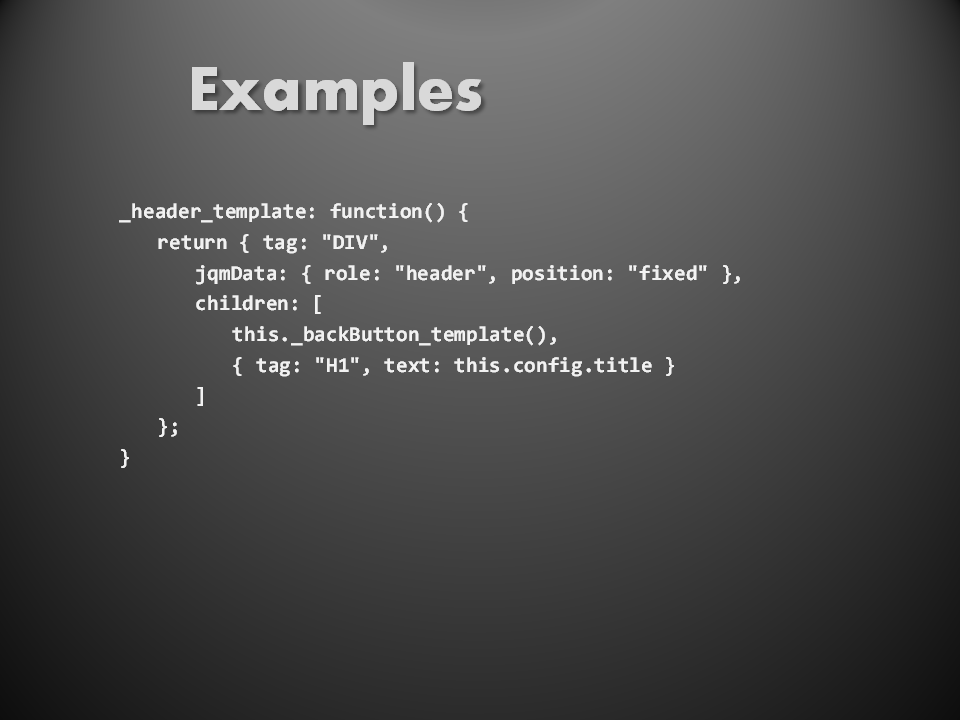 Examples
_header_template: function() {
return { tag: "DIV",
jqmData: { role: "header", position: "fixed" },
children: [
this._backButton_template(),
{ tag: "H1", text: this.config.title }
]
};
}